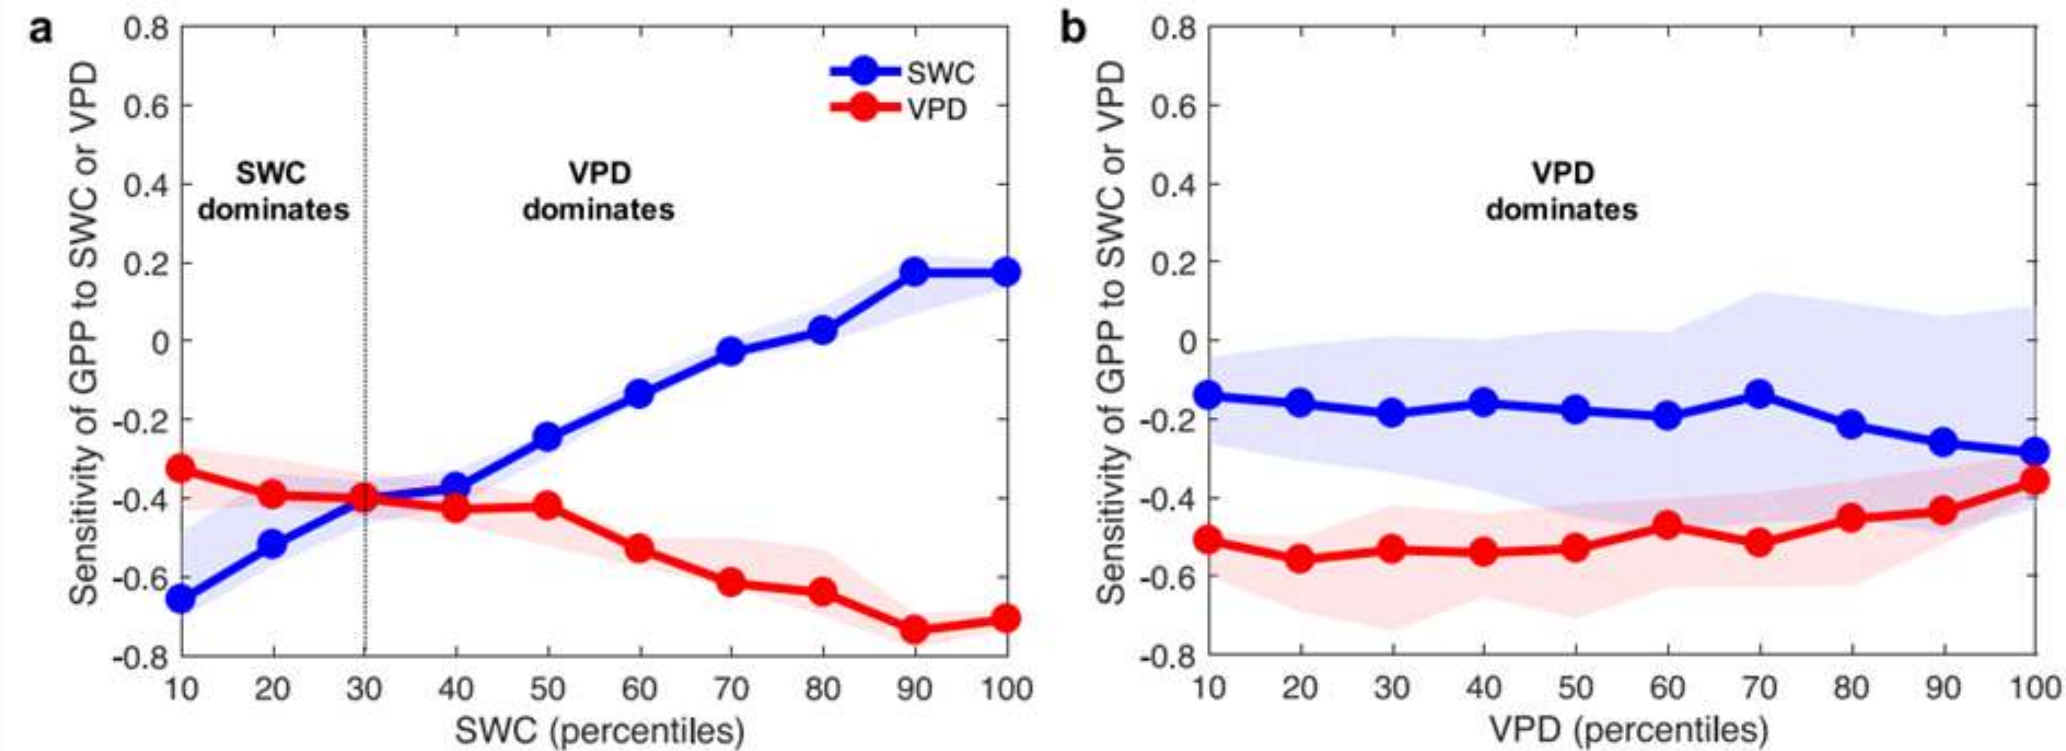 a
Sensitivity of GPP to SWC or VPD
0.8
0.6
0.4
0.2
0
-0.2
-0.4
-0.6
-0.8
SWC
VPD
SWC
dominates
VPD
dominates
10 20 30 40 50 60 70 80 90 100
SWC (percentiles)
b
Sensitivity of GPP to SWC or VPD
0.8
0.6
0.4
0.2
0
-0.2
-0.4
-0.6
-0.8
VPD
dominates
10 20 30 40 50 60 70 80 90 100
VPD (percentiles)